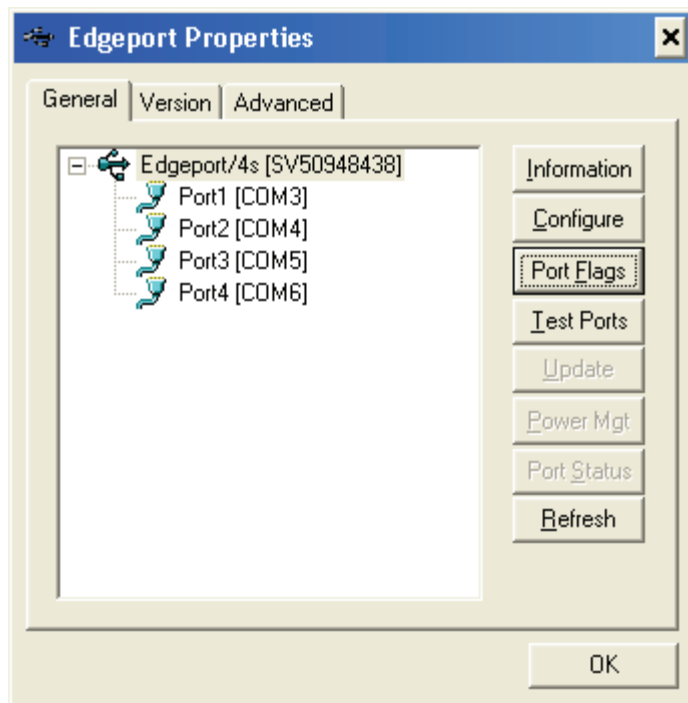 Edgeport Properties
General Version Advanced
Edgeport/4s [SV50948438]
Port1 [COM3]
Port2 [COM4]
Port3 [COM5]
Port4 [COM6]
Information
Configure
Port Flags
Test Ports
Update
Power Mgt
Port Status
Refresh
OK